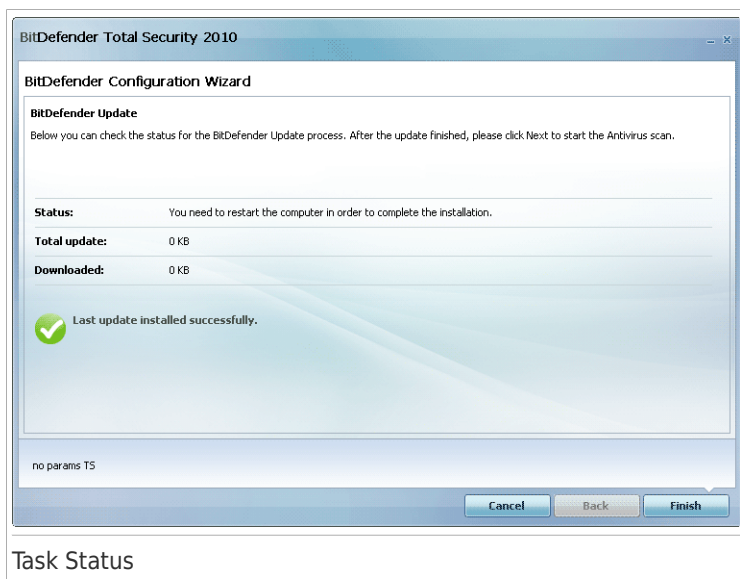 BitDefender Total Security 2010
BitDefender Configuration Wizard
BitDefender Update
Below you can check the status for the BitDefender Update process. After the update finished, please click Next to start the Antivirus scan.
Status: You need to restart the computer in order to complete the installation.
Total update: 0 KB
Downloaded: 0 KB
Last update installed successfully.
no params TS
Cancel Back Finish
Task Status